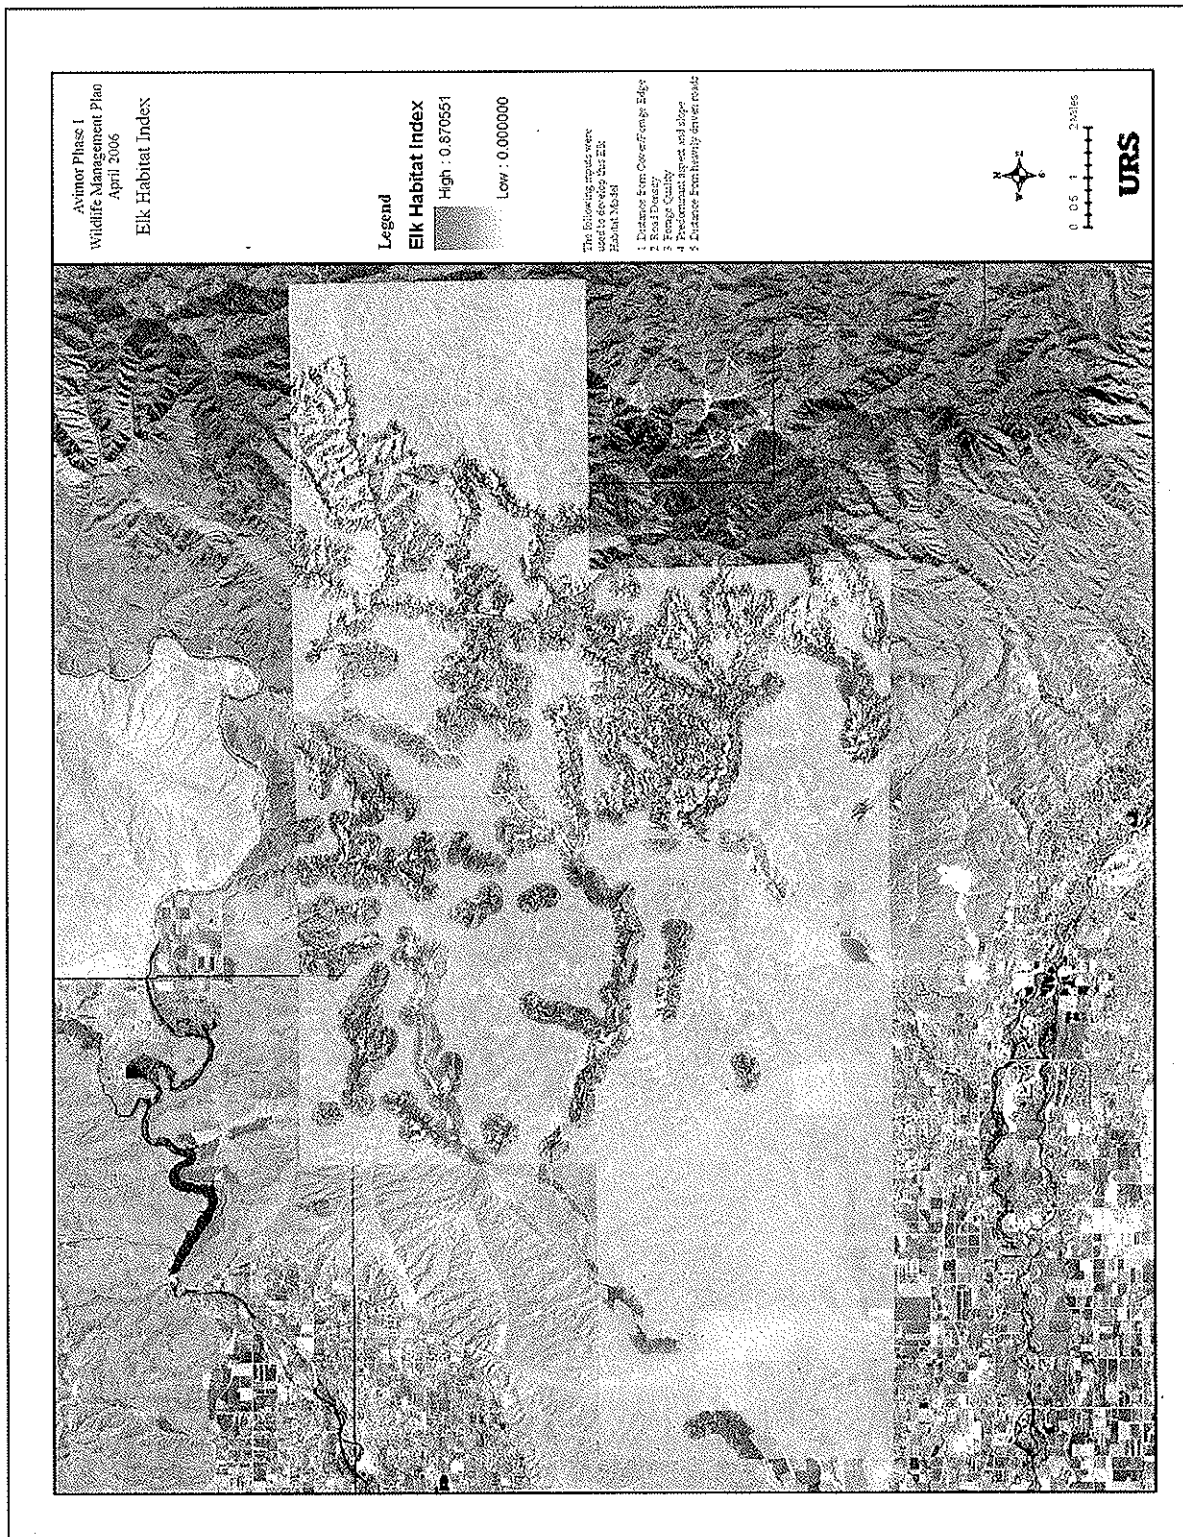 Avimor Phase I
Wildlife Management Plan
April 2006
Elk Habitat Index
Legend
Elk Habitat Index
High : 0.870551
Low : 0.000000
The following inputs were
used to develop this Elk
Habitat Model
1 Distance from Cover/Forage Edge
2 Road Density
3 Forage Quality
4 Predominant aspect and slope
5 Distance from heavily driven roads
N
W
E
S
0 0.5 1 2 Miles
URS